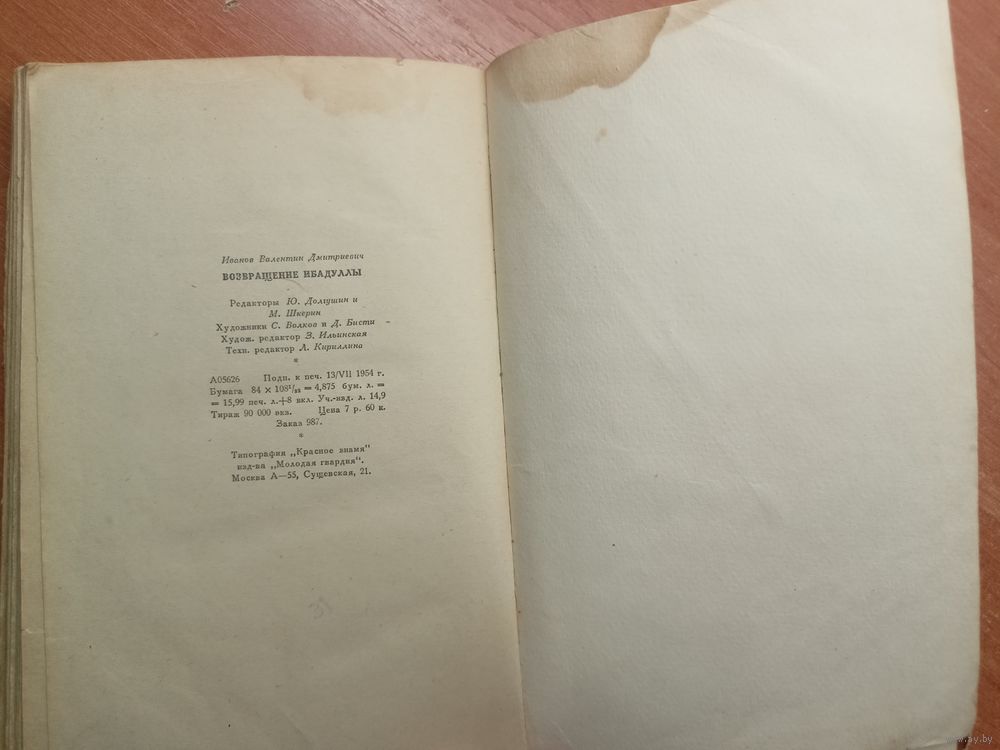 Иванов Валентин Дмитриевич
ВОЗВРАЩЕНИЕ ИБАДУЛЛЫ
Редакторы Ю. Долгушин и
М. Шкерин
Художники С. Волков и Д. Бисти
Худож. редактор З. Ильинская
Техн. редактор Л. Кириллина
*
А05626 Подп. к печ. 13/VII 1954 г.
Бумага 84 × 108¹/₃₂ = 4,875 бум. л. =
= 15,99 печ. л.+8 вкл. Уч.-изд. л. 14,9
Тираж 90 000 экз. Цена 7 р. 60 к.
Заказ 987.
*
Типография „Красное знамя“
изд-ва „Молодая гвардия“.
Москва А—55, Сущевская, 21.
www.ay.by